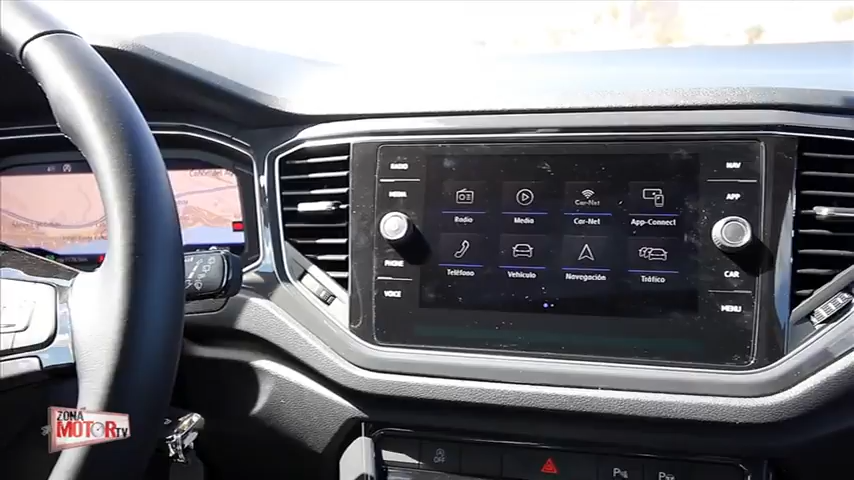 RADIO
MEDIA
PHONE
VOICE
Radio
Media
Car-Net
Car-Net
App-Connect
Teléfono
Vehículo
Navegación
Tráfico
NAV
APP
CAR
MENU
OFF
ZONA
MOTOR TV